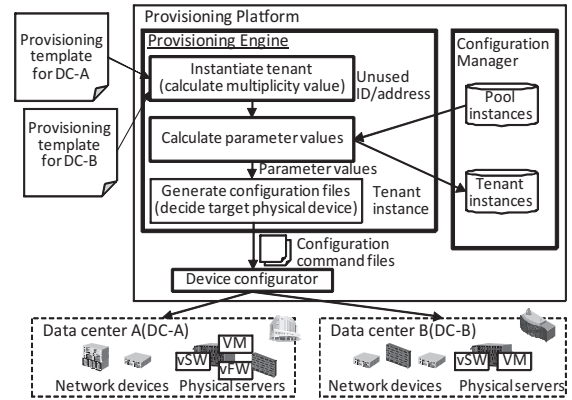 Provisioning Platform
Provisioning
template
for DC-A
Provisioning
template
for DC-B
Provisioning Engine
Instantiate tenant
(calculate multiplicity value)
Unused
ID/address
Calculate parameter values
Parameter values
Generate configuration files
(decide target physical device)
Tenant
instance
Configuration
Manager
Pool
instances
Tenant
instances
Configuration
command files
Device configurator
Data center A(DC-A)
VM
vSW
vFW
Network devices
Physical servers
Data center B(DC-B)
vSW
VM
Network devices
Physical servers